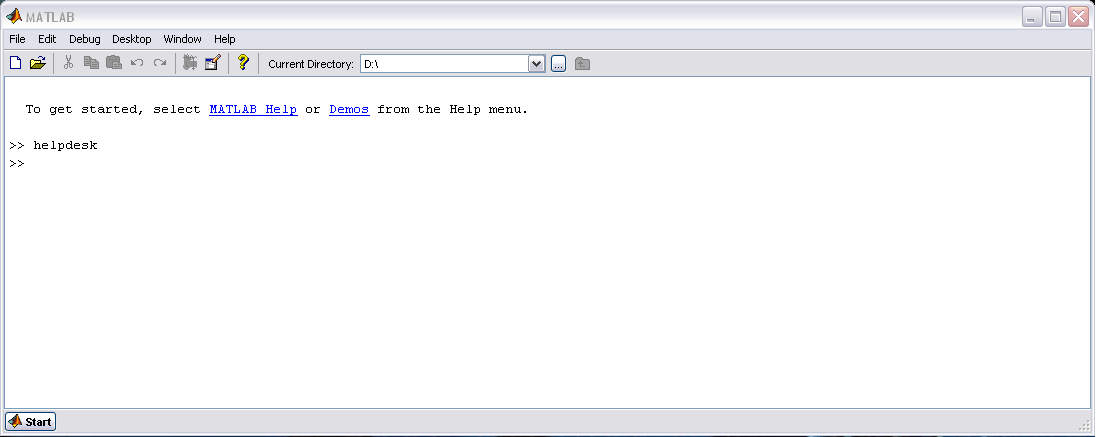 MATLAB
File Edit Debug Desktop Window Help
Current Directory: D:\ ...
To get started, select MATLAB Help or Demos from the Help menu.
>> helpdesk
>>
Start